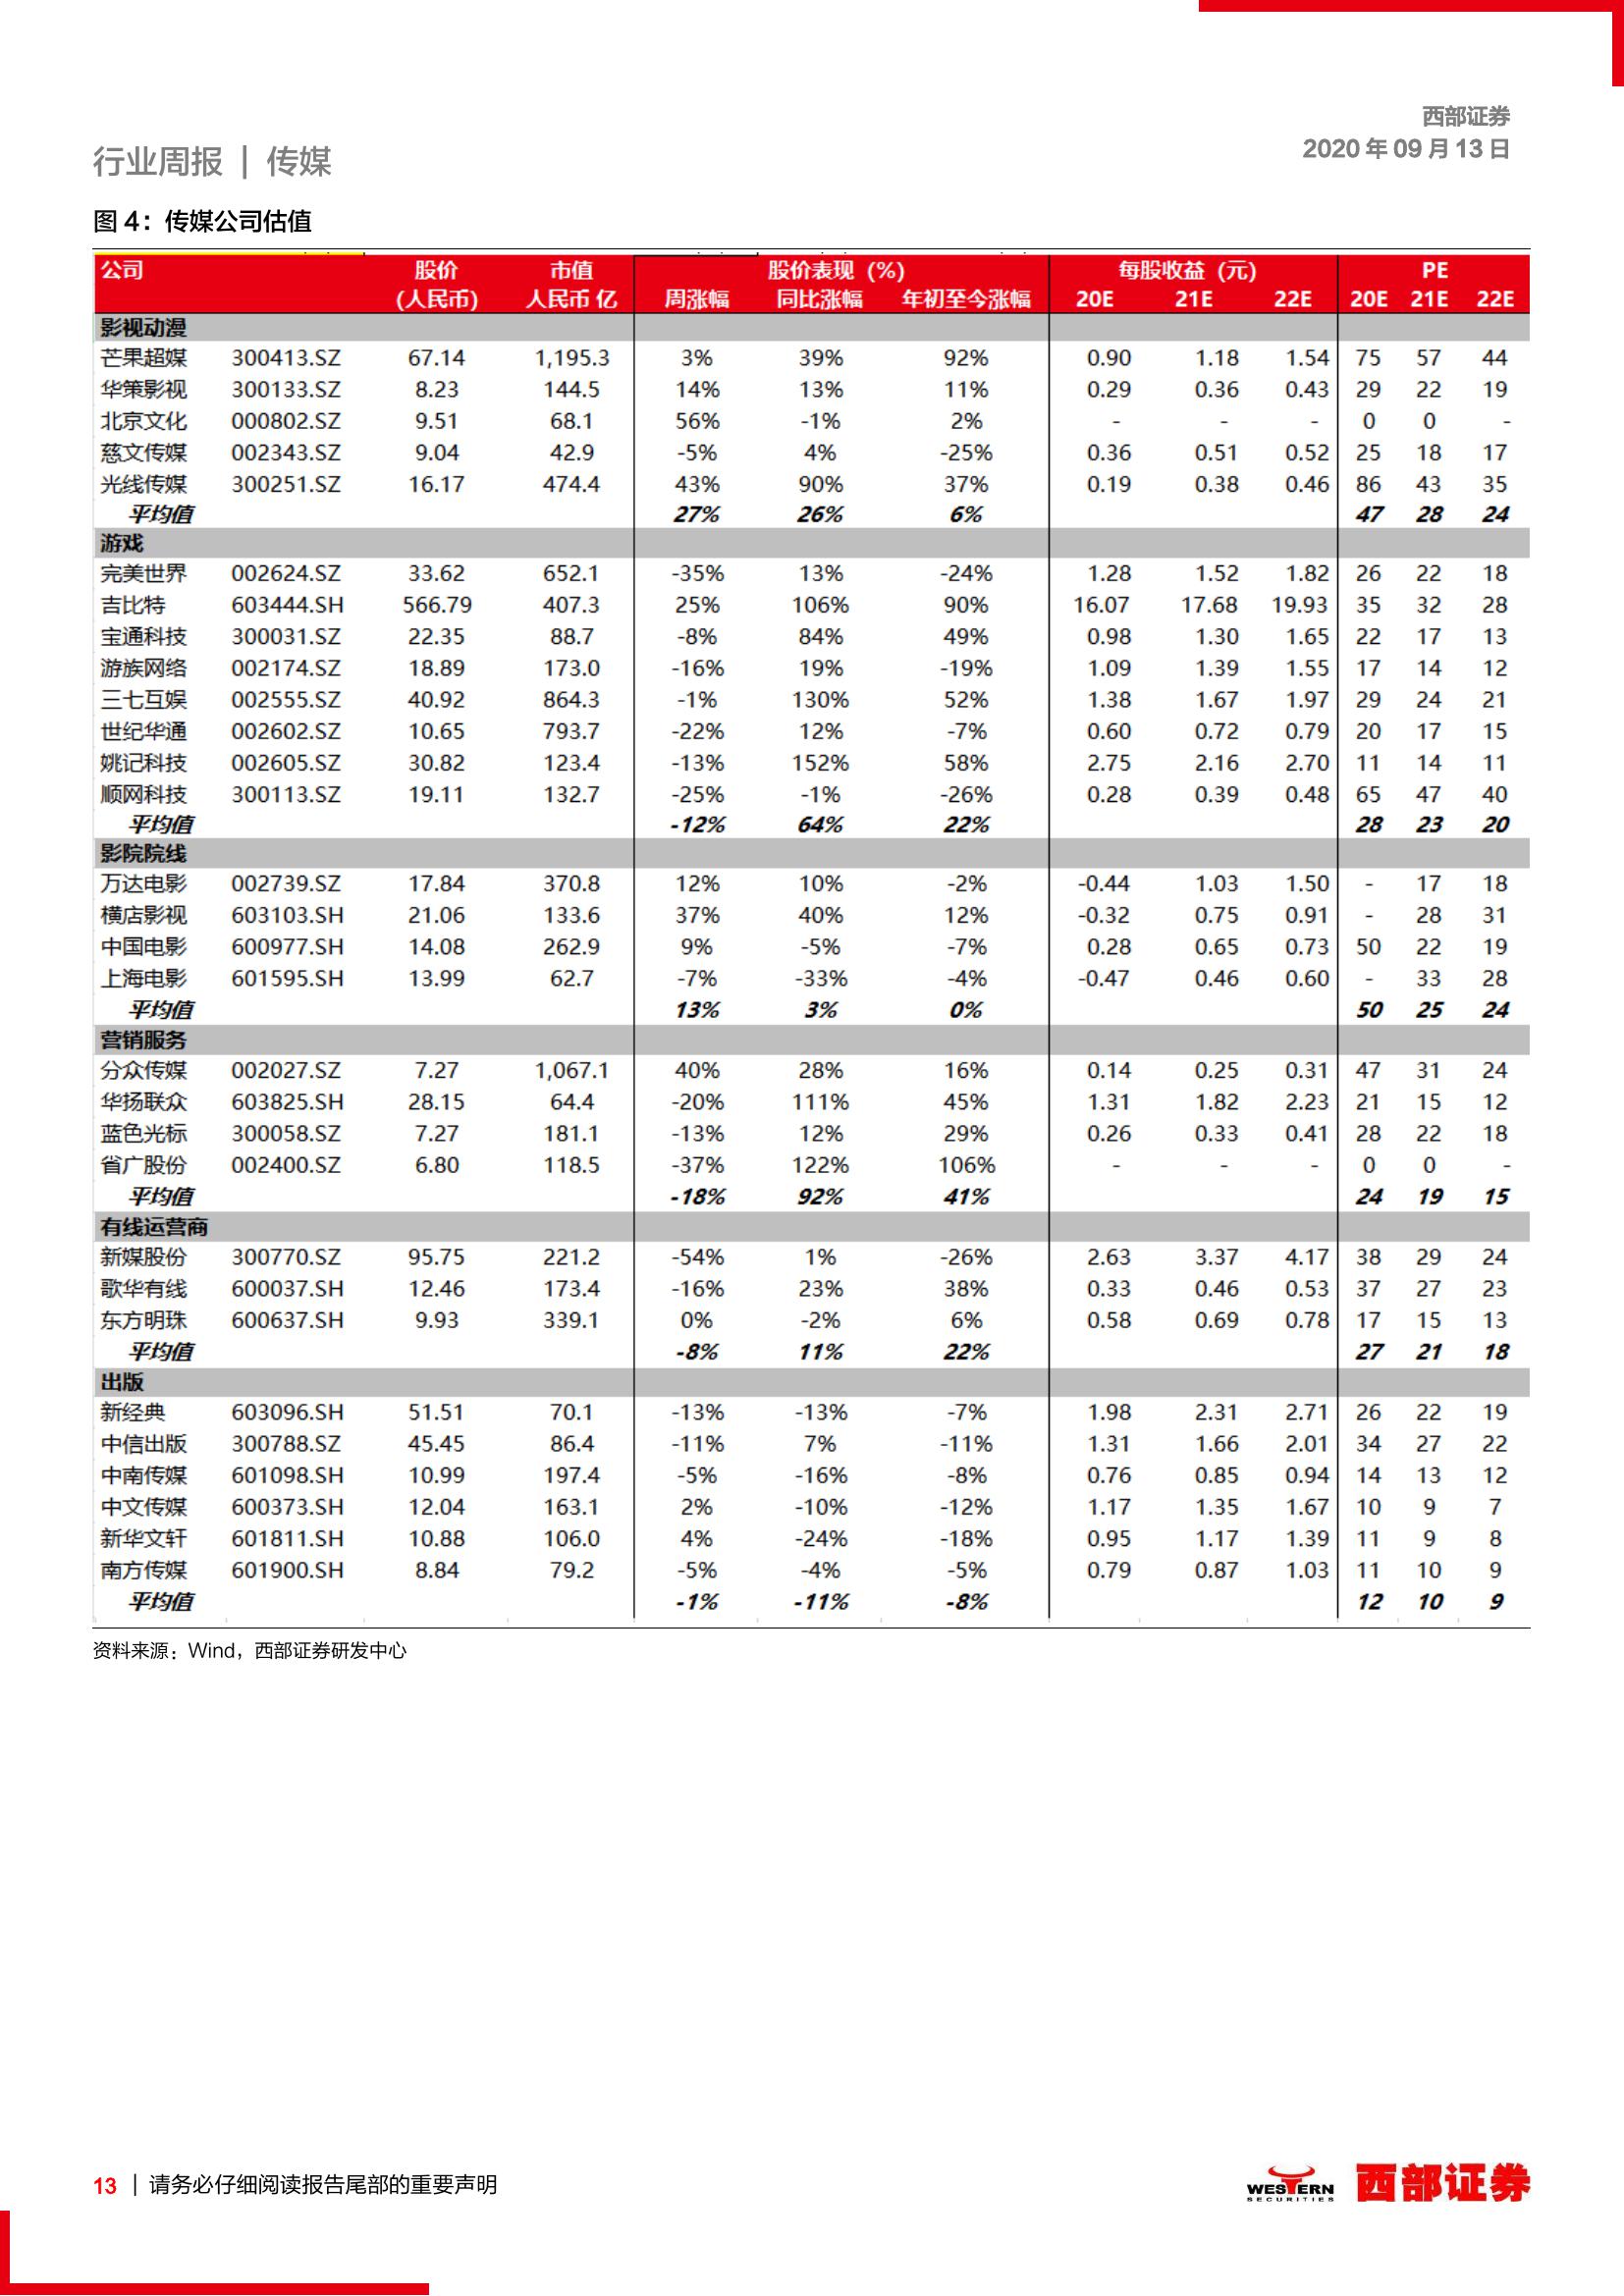 西部证券
2020 年 09 月 13 日
行业周报 | 传媒
图 4：传媒公司估值
公司 股价 市值 股价表现（%） 每股收益（元） PE
(人民币) 人民币 亿 周涨幅 同比涨幅 年初至今涨幅 20E 21E 22E 20E 21E 22E
影视动漫
芒果超媒 300413.SZ 67.14 1,195.3 3% 39% 92% 0.90 1.18 1.54 75 57 44
华策影视 300133.SZ 8.23 144.5 14% 13% 11% 0.29 0.36 0.43 29 22 19
北京文化 000802.SZ 9.51 68.1 56% -1% 2% - - - 0 0 -
慈文传媒 002343.SZ 9.04 42.9 -5% 4% -25% 0.36 0.51 0.52 25 18 17
光线传媒 300251.SZ 16.17 474.4 43% 90% 37% 0.19 0.38 0.46 86 43 35
平均值 27% 26% 6% 47 28 24
游戏
完美世界 002624.SZ 33.62 652.1 -35% 13% -24% 1.28 1.52 1.82 26 22 18
吉比特 603444.SH 566.79 407.3 25% 106% 90% 16.07 17.68 19.93 35 32 28
宝通科技 300031.SZ 22.35 88.7 -8% 84% 49% 0.98 1.30 1.65 22 17 13
游族网络 002174.SZ 18.89 173.0 -16% 19% -19% 1.09 1.39 1.55 17 14 12
三七互娱 002555.SZ 40.92 864.3 -1% 130% 52% 1.38 1.67 1.97 29 24 21
世纪华通 002602.SZ 10.65 793.7 -22% 12% -7% 0.60 0.72 0.79 20 17 15
姚记科技 002605.SZ 30.82 123.4 -13% 152% 58% 2.75 2.16 2.70 11 14 11
顺网科技 300113.SZ 19.11 132.7 -25% -1% -26% 0.28 0.39 0.48 65 47 40
平均值 -12% 64% 22% 28 23 20
影院院线
万达电影 002739.SZ 17.84 370.8 12% 10% -2% -0.44 1.03 1.50 - 17 18
横店影视 603103.SH 21.06 133.6 37% 40% 12% -0.32 0.75 0.91 - 28 31
中国电影 600977.SH 14.08 262.9 9% -5% -7% 0.28 0.65 0.73 50 22 19
上海电影 601595.SH 13.99 62.7 -7% -33% -4% -0.47 0.46 0.60 - 33 28
平均值 13% 3% 0% 50 25 24
营销服务
分众传媒 002027.SZ 7.27 1,067.1 40% 28% 16% 0.14 0.25 0.31 47 31 24
华扬联众 603825.SH 28.15 64.4 -20% 111% 45% 1.31 1.82 2.23 21 15 12
蓝色光标 300058.SZ 7.27 181.1 -13% 12% 29% 0.26 0.33 0.41 28 22 18
省广股份 002400.SZ 6.80 118.5 -37% 122% 106% - - - 0 0 -
平均值 -18% 92% 41% 24 19 15
有线运营商
新媒股份 300770.SZ 95.75 221.2 -54% 1% -26% 2.63 3.37 4.17 38 29 24
歌华有线 600037.SH 12.46 173.4 -16% 23% 38% 0.33 0.46 0.53 37 27 23
东方明珠 600637.SH 9.93 339.1 0% -2% 6% 0.58 0.69 0.78 17 15 13
平均值 -8% 11% 22% 27 21 18
出版
新经典 603096.SH 51.51 70.1 -13% -13% -7% 1.98 2.31 2.71 26 22 19
中信出版 300788.SZ 45.45 86.4 -11% 7% -11% 1.31 1.66 2.01 34 27 22
中南传媒 601098.SH 10.99 197.4 -5% -16% -8% 0.76 0.85 0.94 14 13 12
中文传媒 600373.SH 12.04 163.1 2% -10% -12% 1.17 1.35 1.67 10 9 7
新华文轩 601811.SH 10.88 106.0 4% -24% -18% 0.95 1.17 1.39 11 9 8
南方传媒 601900.SH 8.84 79.2 -5% -4% -5% 0.79 0.87 1.03 11 10 9
平均值 -1% -11% -8% 12 10 9
资料来源：Wind，西部证券研发中心
13 | 请务必仔细阅读报告尾部的重要声明
WESTERN
SECURITIES
西部证券